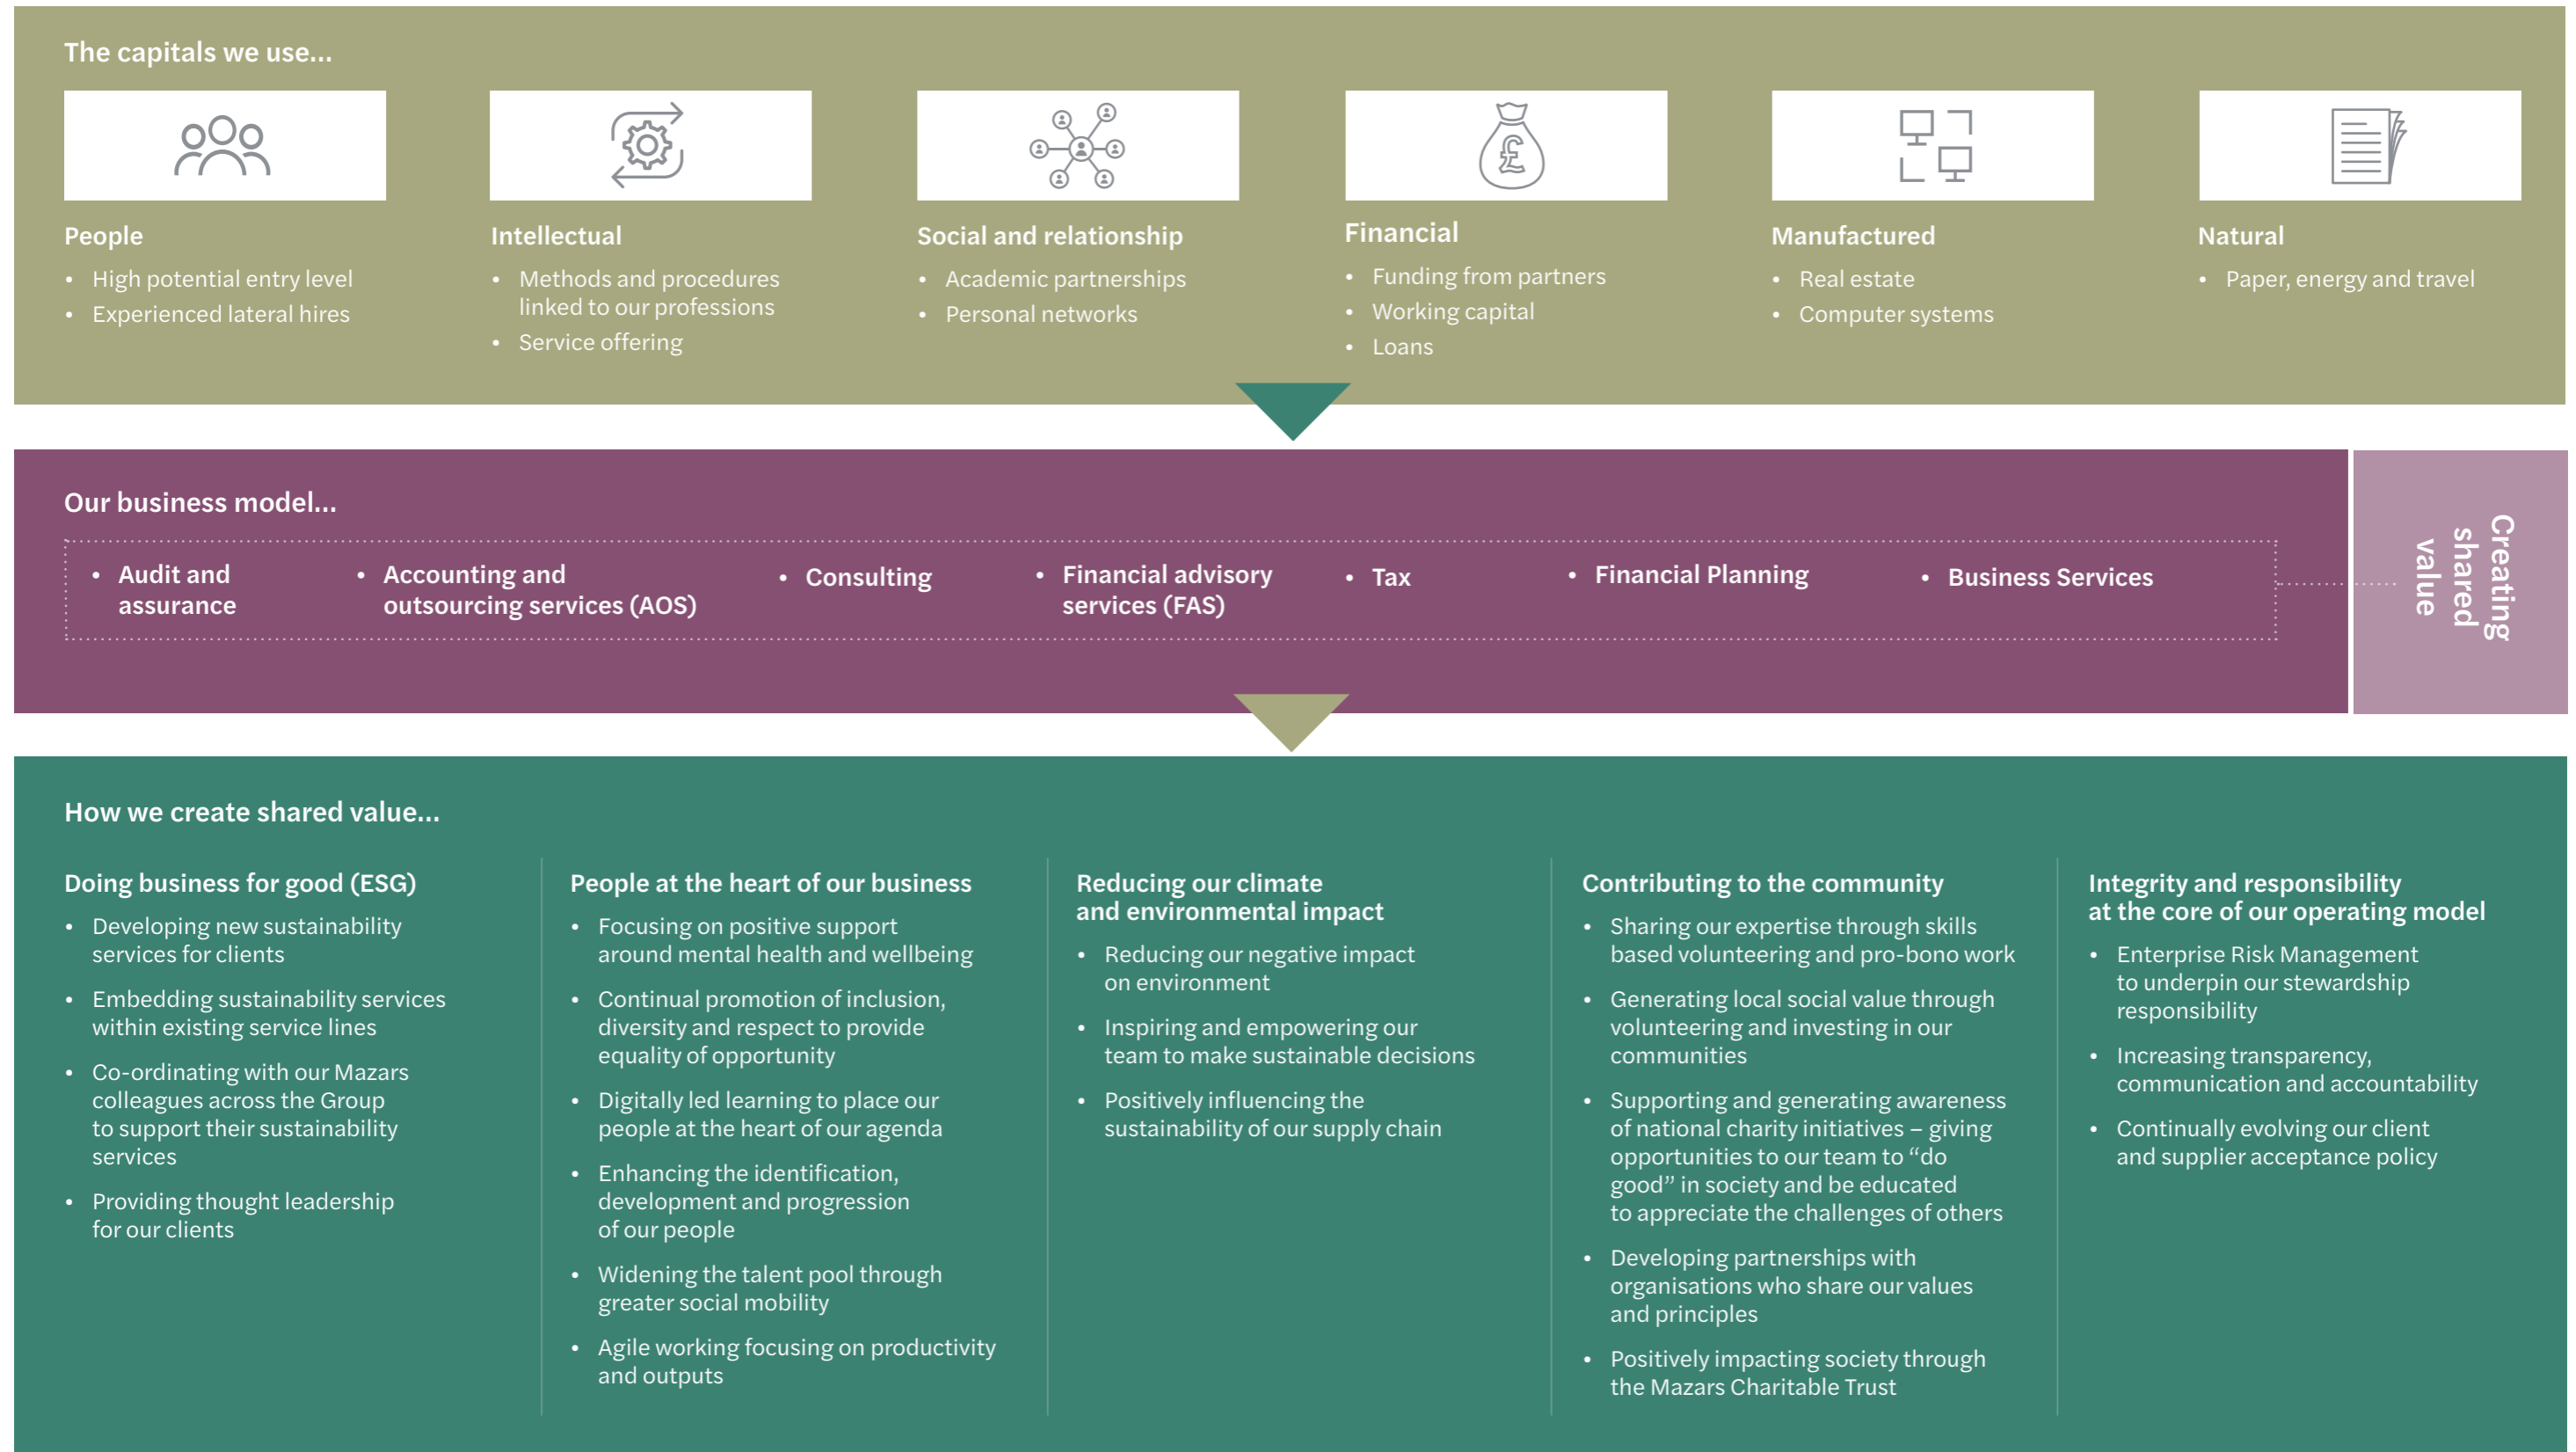 The capitals we use...
People
• High potential entry level
• Experienced lateral hires
Intellectual
• Methods and procedures
linked to our professions
• Service offering
Social and relationship
• Academic partnerships
• Personal networks
Financial
• Funding from partners
• Working capital
• Loans
Manufactured
• Real estate
• Computer systems
Natural
• Paper, energy and travel
£
Our business model...
• Audit and
assurance
• Accounting and
outsourcing services (AOS)
• Consulting
• Financial advisory
services (FAS)
• Tax
• Financial Planning
• Business Services
Creating
shared
value
How we create shared value...
Doing business for good (ESG)
• Developing new sustainability
services for clients
• Embedding sustainability services
within existing service lines
• Co-ordinating with our Mazars
colleagues across the Group
to support their sustainability
services
• Providing thought leadership
for our clients
People at the heart of our business
• Focusing on positive support
around mental health and wellbeing
• Continual promotion of inclusion,
diversity and respect to provide
equality of opportunity
• Digitally led learning to place our
people at the heart of our agenda
• Enhancing the identification,
development and progression
of our people
• Widening the talent pool through
greater social mobility
• Agile working focusing on productivity
and outputs
Reducing our climate
and environmental impact
• Reducing our negative impact
on environment
• Inspiring and empowering our
team to make sustainable decisions
• Positively influencing the
sustainability of our supply chain
Contributing to the community
• Sharing our expertise through skills
based volunteering and pro-bono work
• Generating local social value through
volunteering and investing in our
communities
• Supporting and generating awareness
of national charity initiatives – giving
opportunities to our team to “do
good” in society and be educated
to appreciate the challenges of others
• Developing partnerships with
organisations who share our values
and principles
• Positively impacting society through
the Mazars Charitable Trust
Integrity and responsibility
at the core of our operating model
• Enterprise Risk Management
to underpin our stewardship
responsibility
• Increasing transparency,
communication and accountability
• Continually evolving our client
and supplier acceptance policy